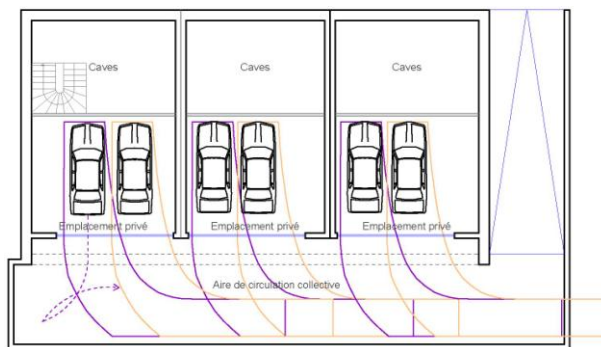 Caves
Caves
Caves
Emplacement privé
Emplacement privé
Emplacement privé
Aire de circulation collective